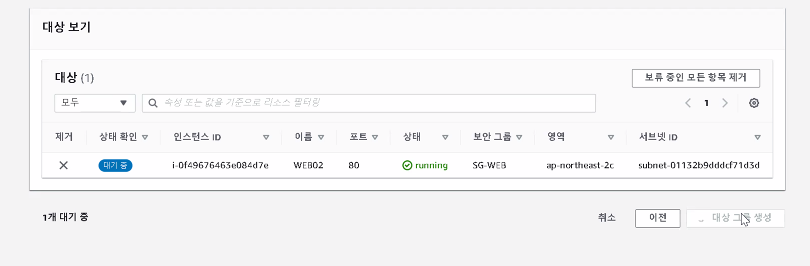 대상 보기
대상 (1)
보류 중인 모든 항목 제거
모두
속성 또는 값을 기준으로 리소스 필터링
1
제거 상태 확인 인스턴스 ID 이름 포트 상태 보안 그룹 영역 서브넷 ID
대기 중 i-0f49676463e084d7e WEB02 80 running SG-WEB ap-northeast-2c subnet-01132b9dddcf71d3d
1개 대기 중
취소 이전 대상 그룹 생성